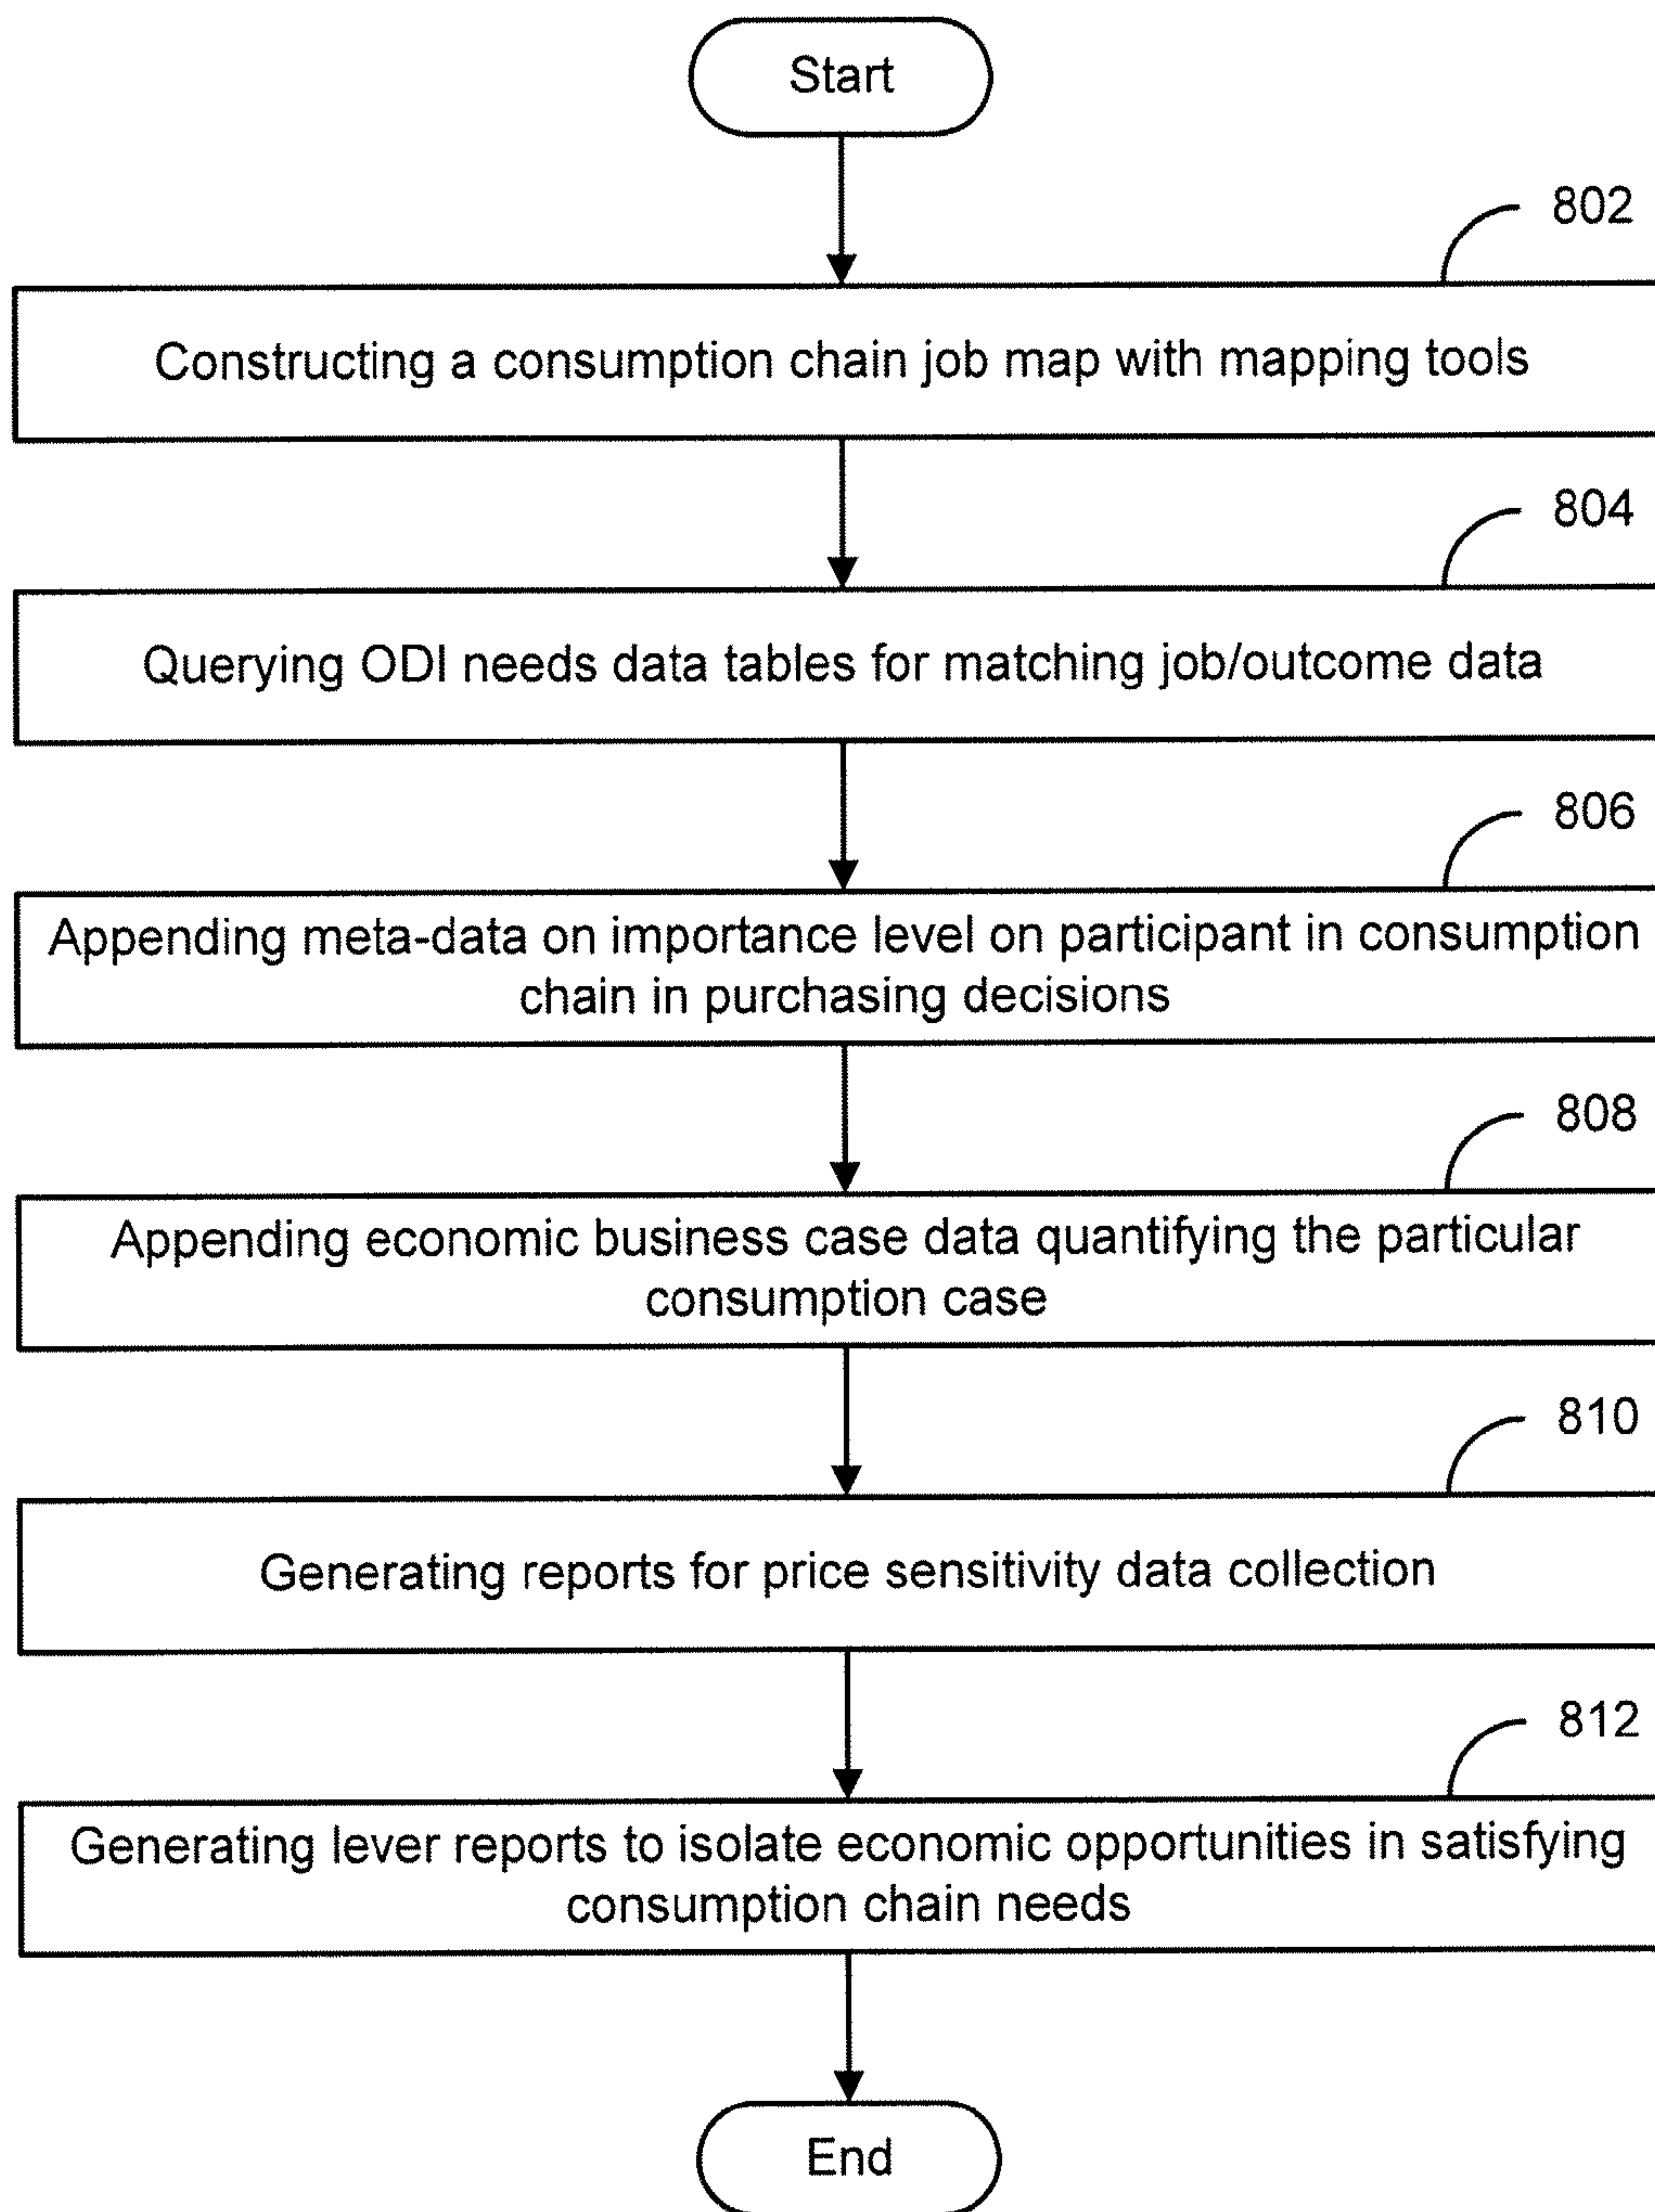 Start
802
Constructing a consumption chain job map with mapping tools
804
Querying ODI needs data tables for matching job/outcome data
806
Appending meta-data on importance level on participant in consumption
chain in purchasing decisions
808
Appending economic business case data quantifying the particular
consumption case
810
Generating reports for price sensitivity data collection
812
Generating lever reports to isolate economic opportunities in satisfying
consumption chain needs
End